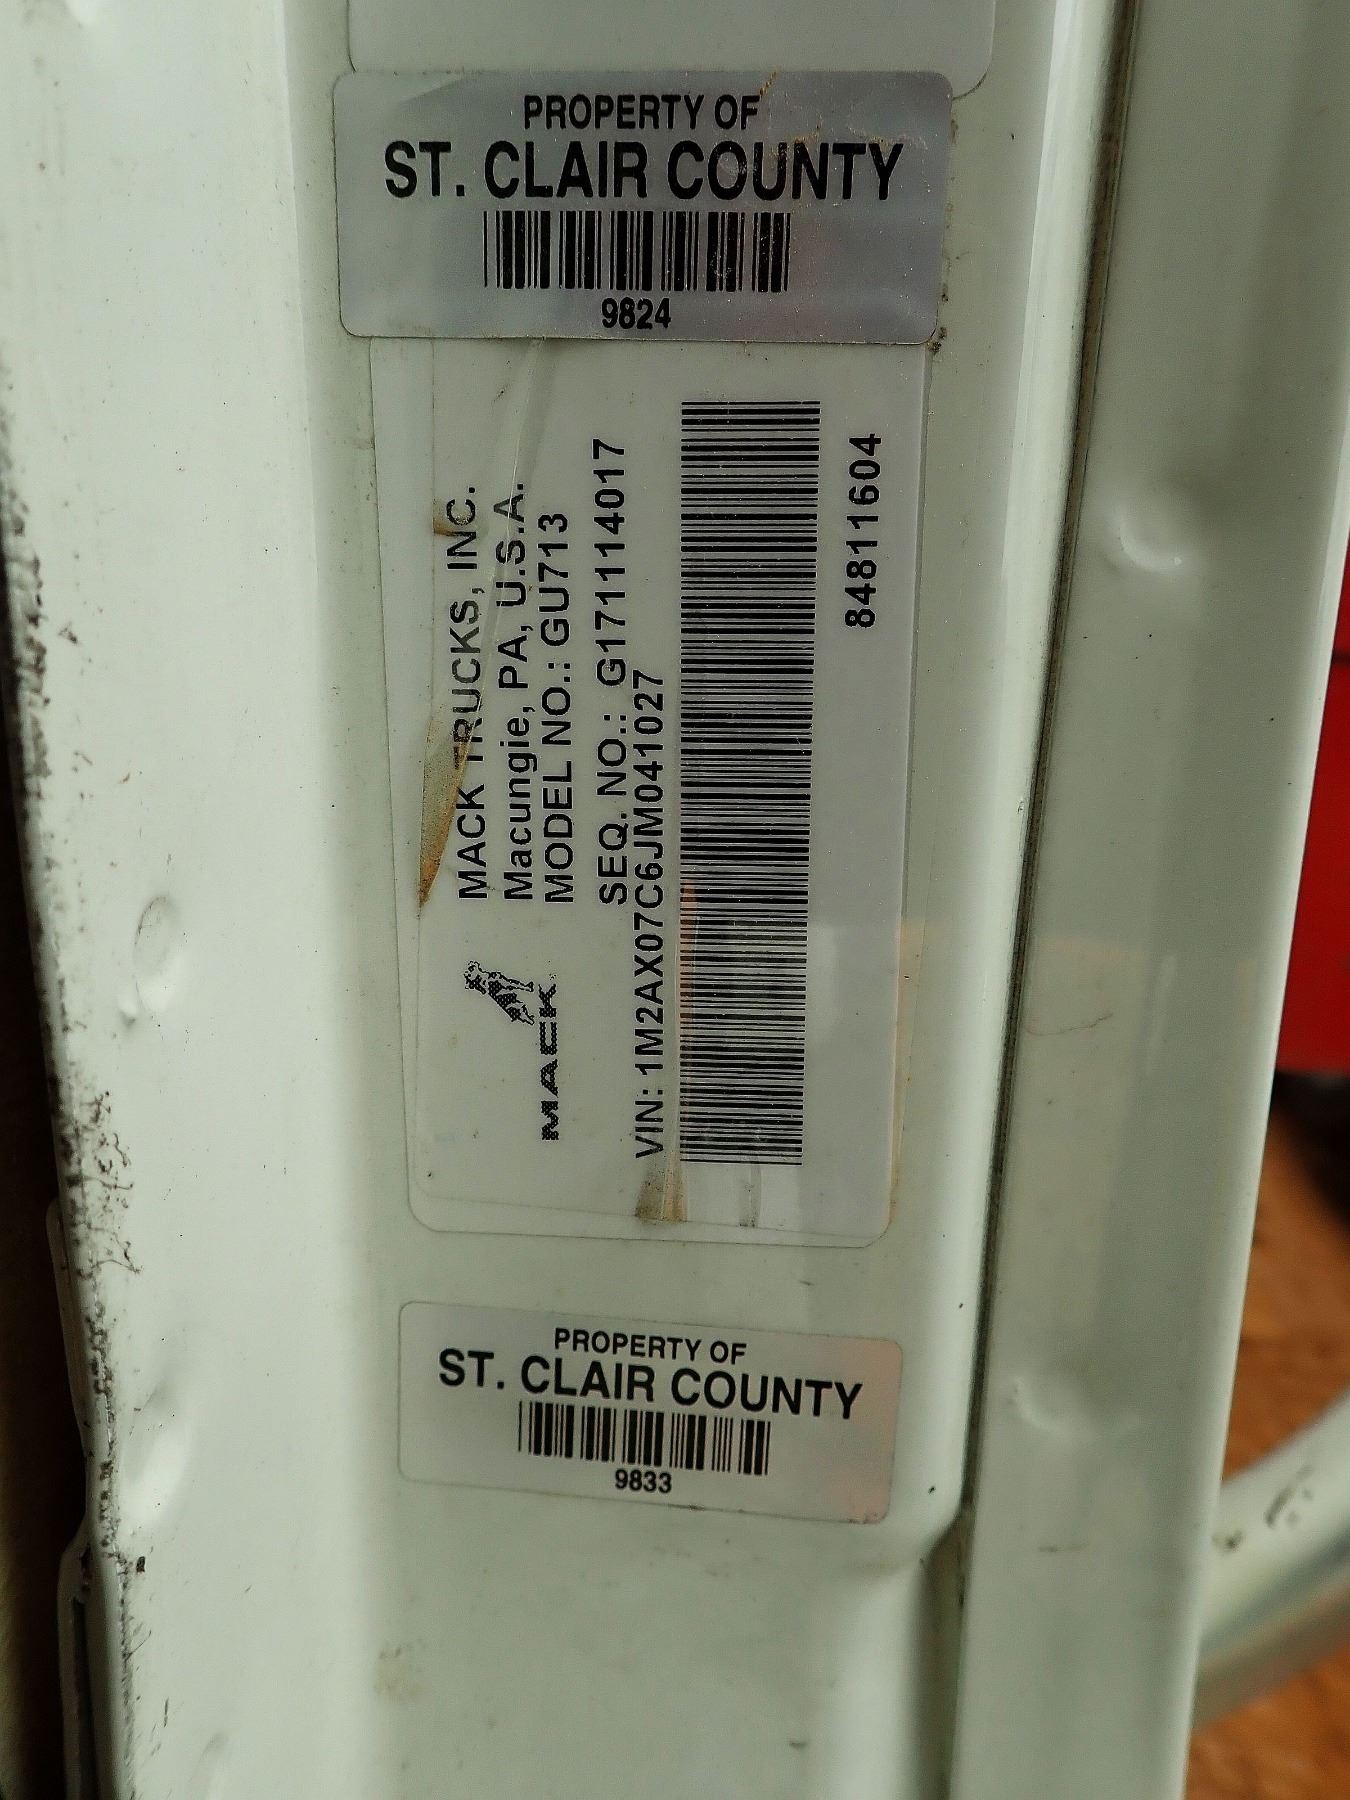 PROPERTY OF
ST. CLAIR COUNTY
9824
MACK TRUCKS, INC.
Macungie, PA, U.S.A.
MODEL NO.: GU713
SEQ. NO.: G171114017
MACK
VIN: 1M2AX07C6JM041027
84811604
PROPERTY OF
ST. CLAIR COUNTY
9833